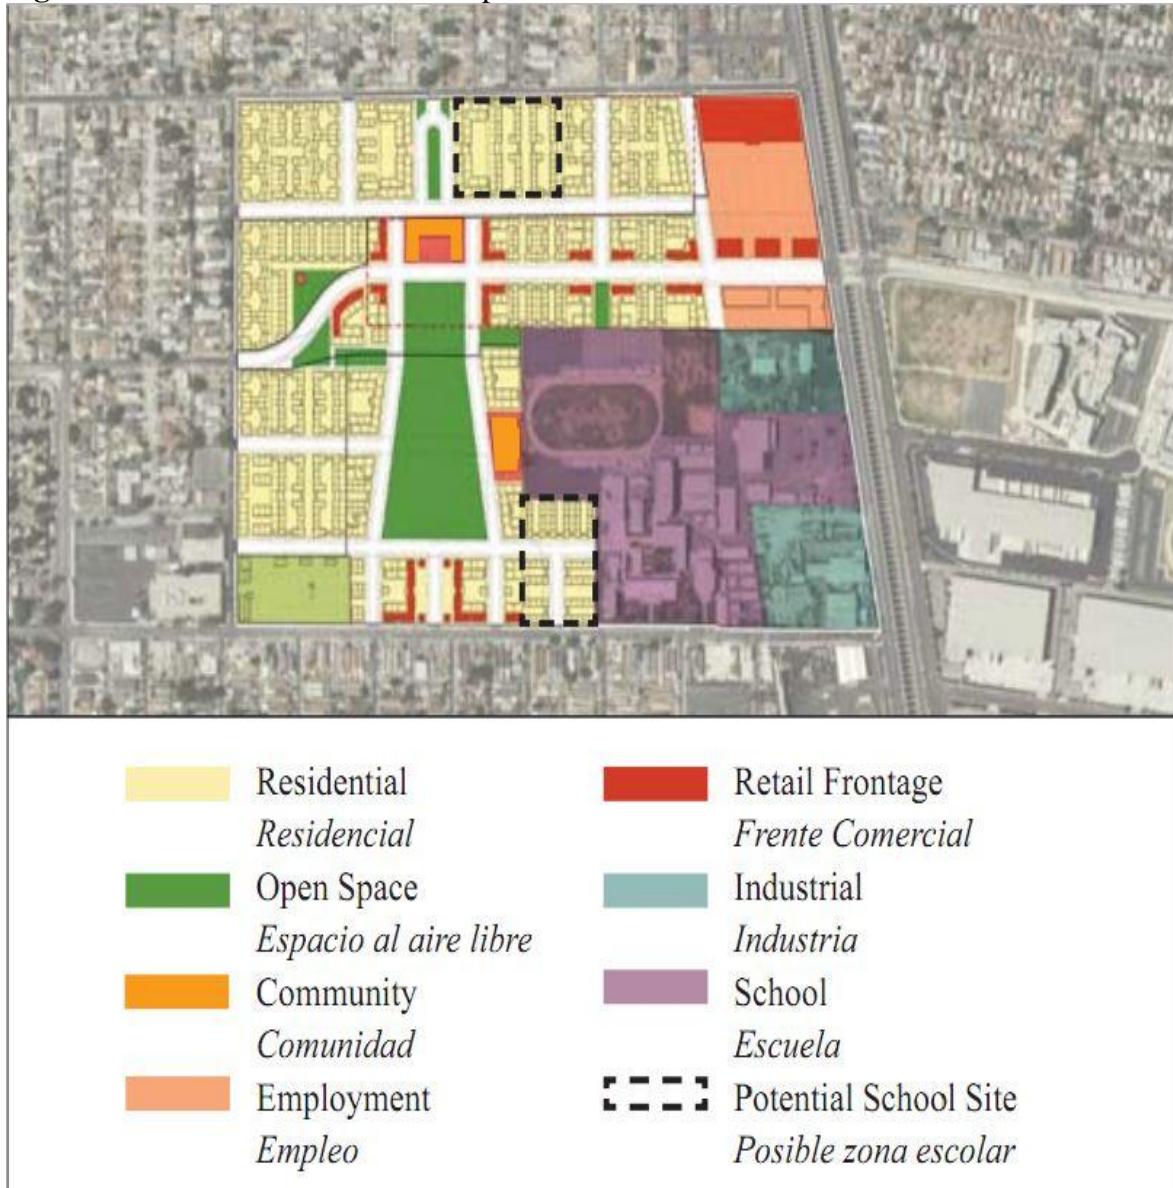 Residential
Residencial
Open Space
Espacio al aire libre
Community
Comunidad
Employment
Empleo
Retail Frontage
Frente Comercial
Industrial
Industria
School
Escuela
Potential School Site
Posible zona escolar